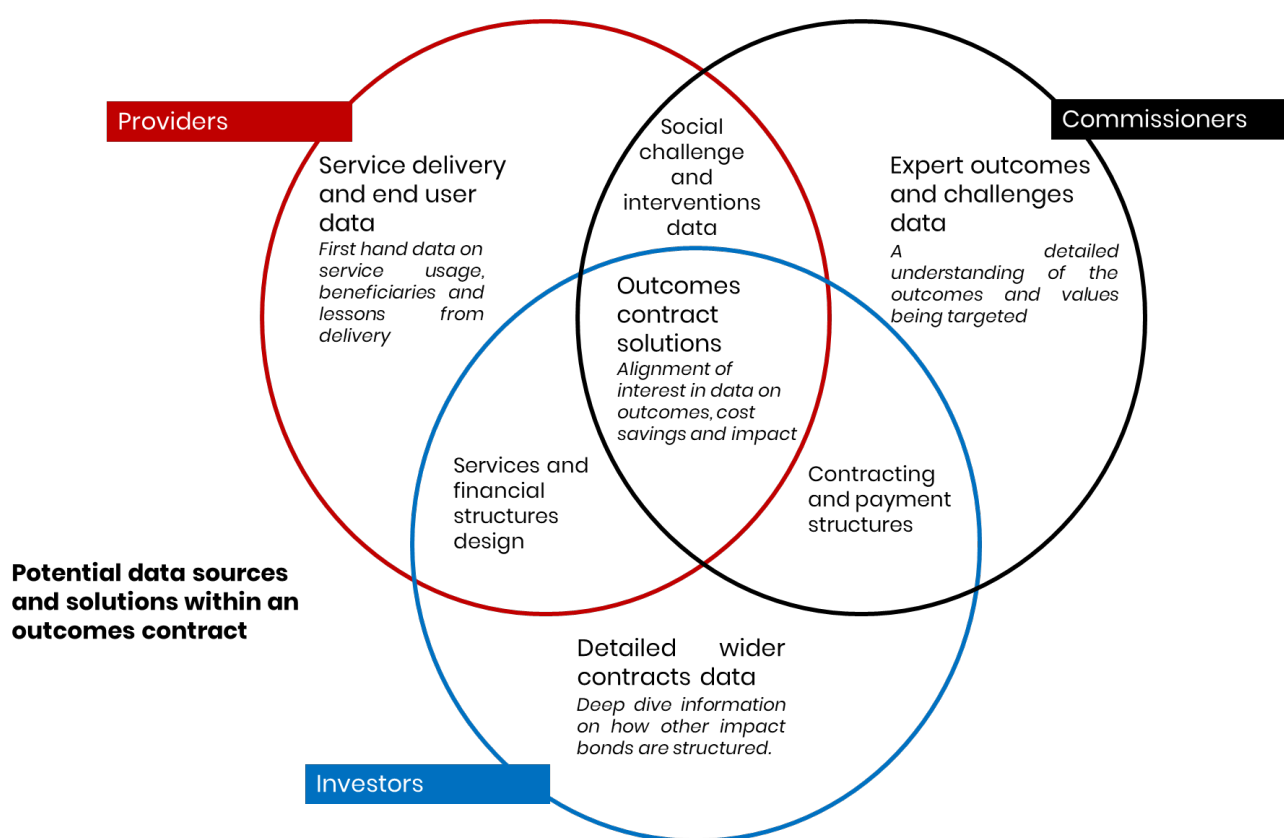 Providers
Commissioners
Social
challenge
and
interventions
data
Service delivery
and end user
data
First hand data on
service usage,
beneficiaries and
lessons from
delivery
Expert outcomes
and challenges
data
A detailed
understanding of the
outcomes and values
being targeted
Outcomes
contract
solutions
Alignment of
interest in data on
outcomes, cost
savings and impact
Services and
financial
structures
design
Contracting
and payment
structures
Potential data sources
and solutions within an
outcomes contract
Detailed wider
contracts data
Deep dive information
on how other impact
bonds are structured.
Investors